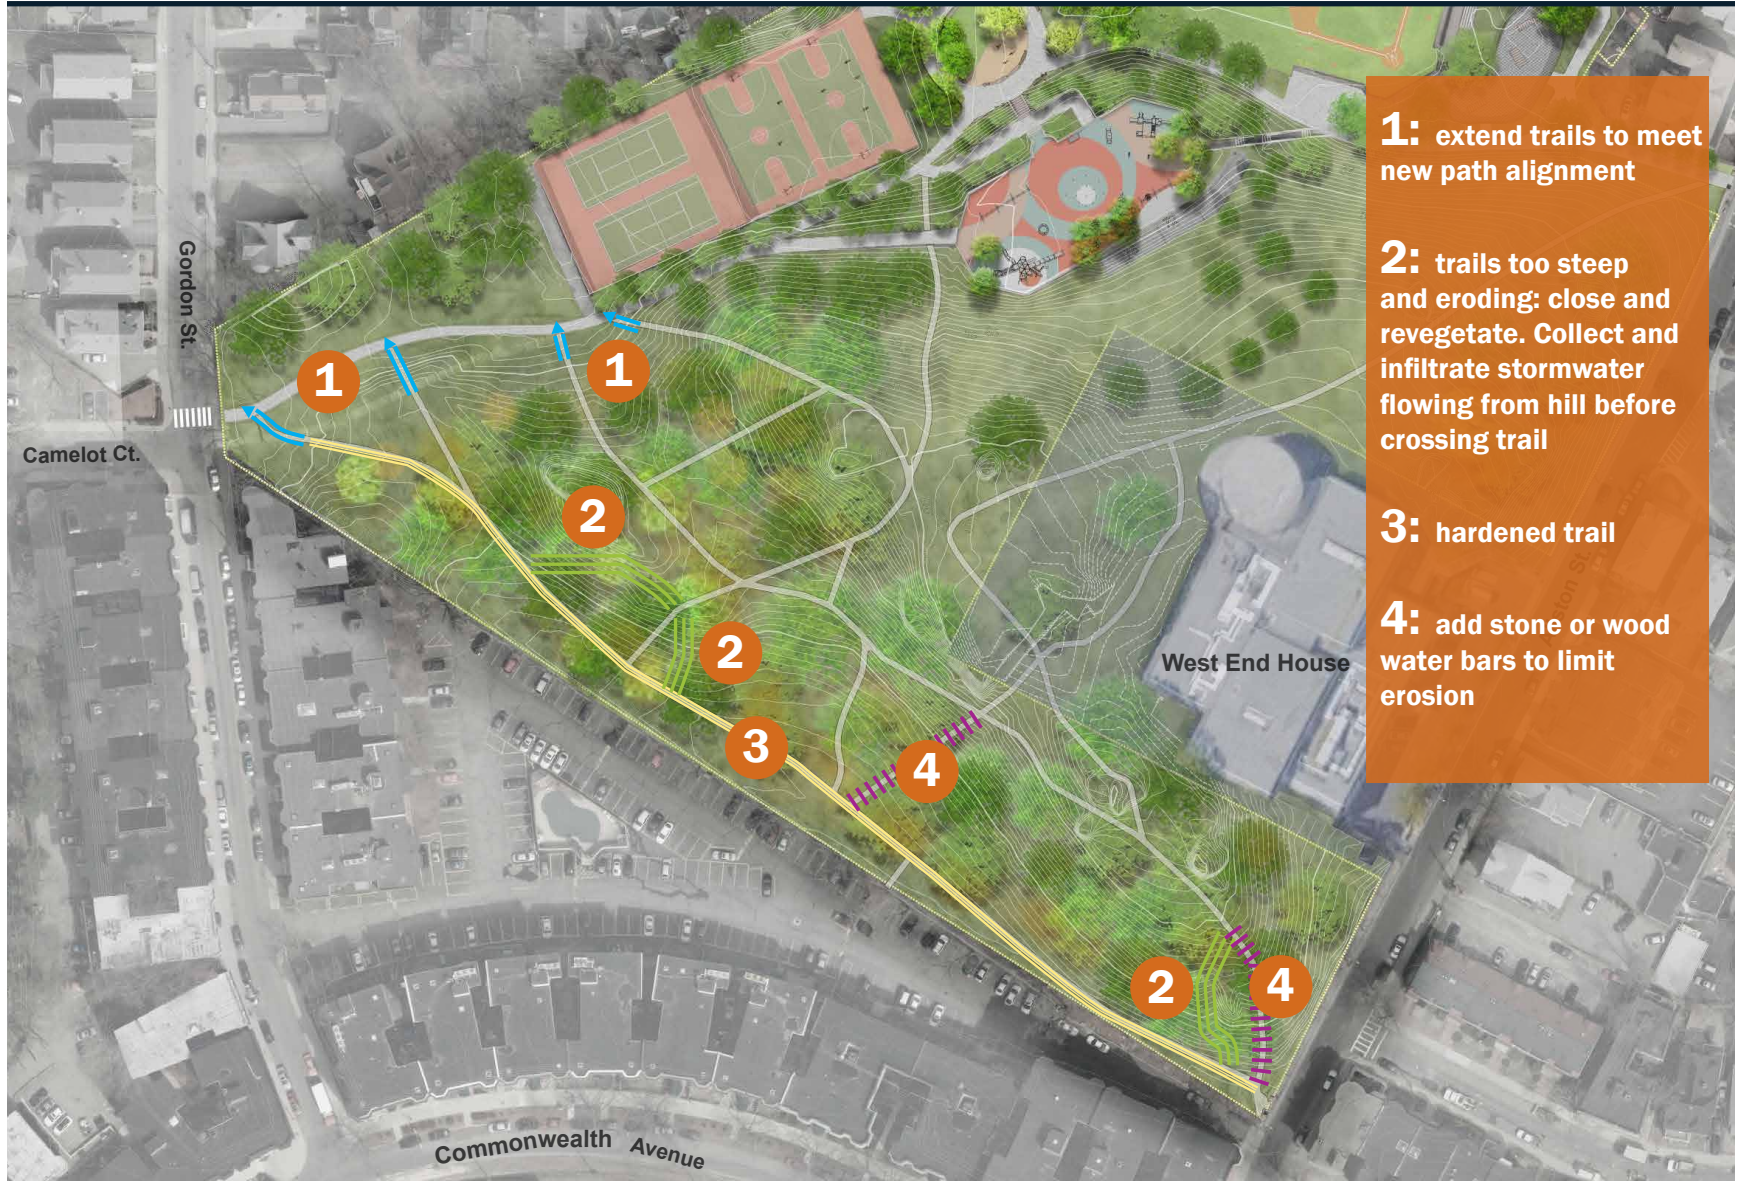 1: extend trails to meet
new path alignment
2: trails too steep
and eroding: close and
revegetate. Collect and
infiltrate stormwater
flowing from hill before
crossing trail
3: hardened trail
4: add stone or wood
water bars to limit
erosion
Gordon St.
Camelot Ct.
1
1
2
2
3
4
West End House
2
4
Commonwealth Avenue